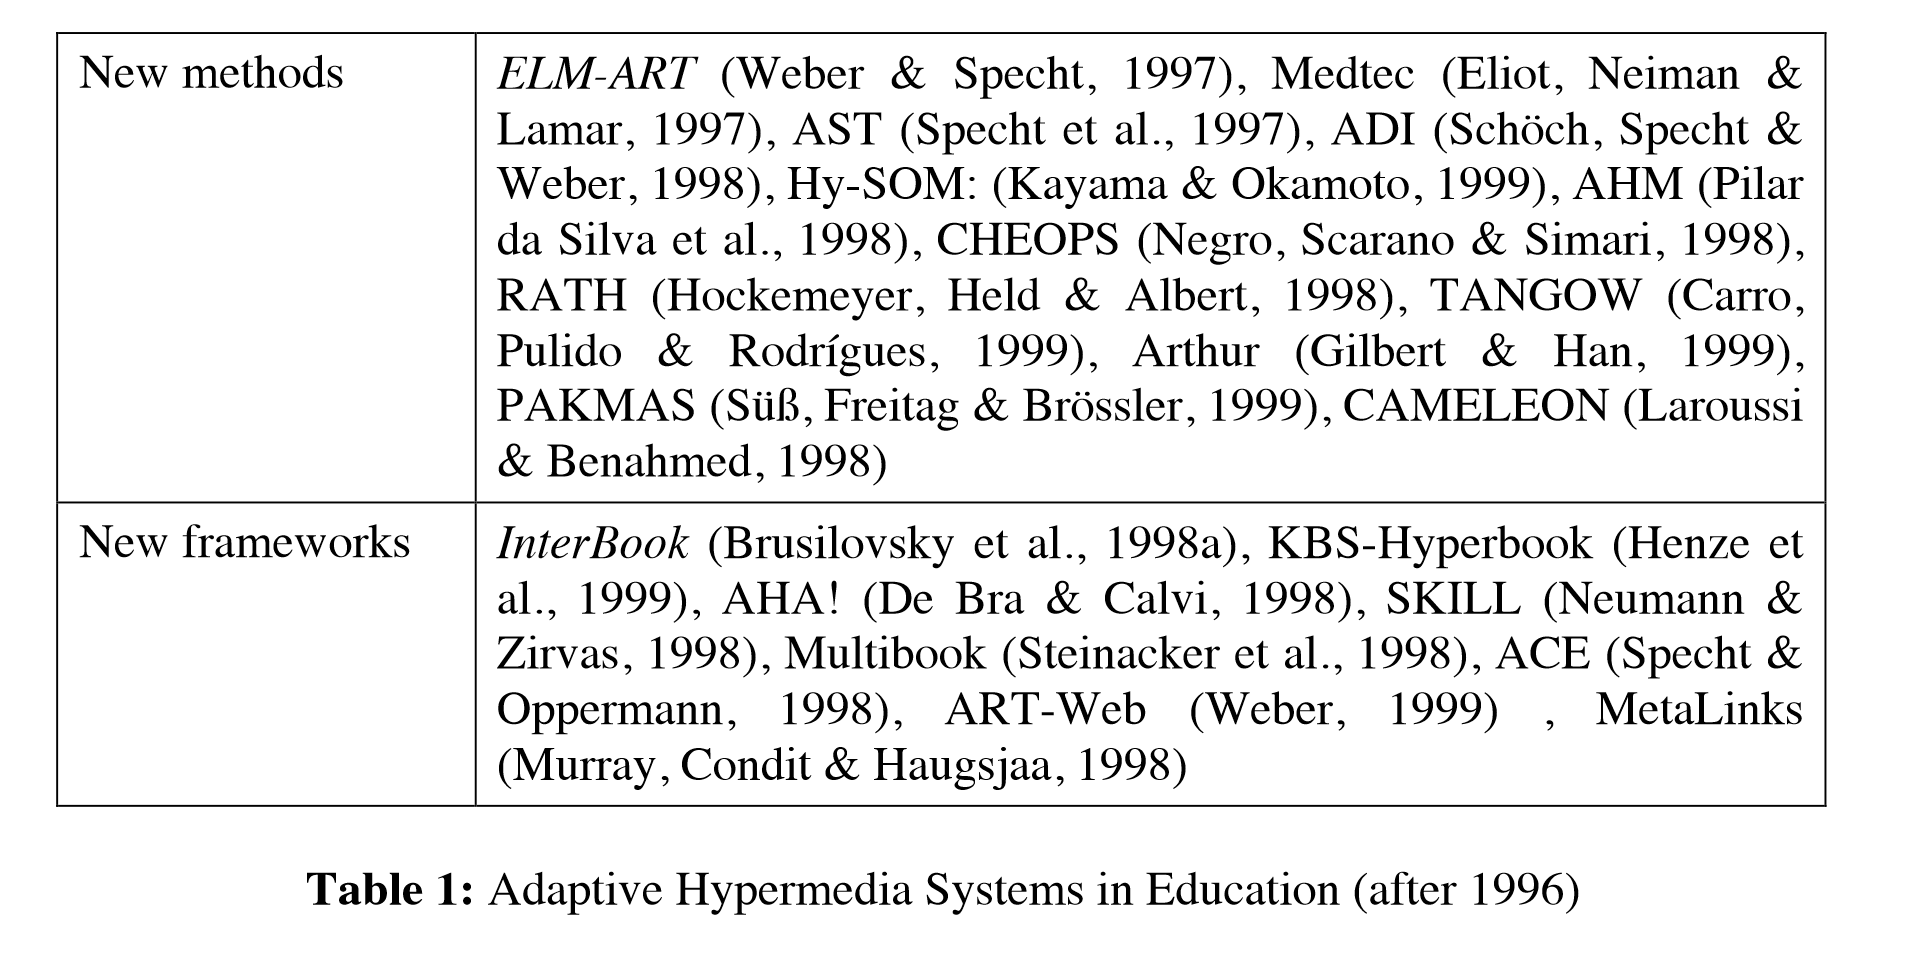 New methods
ELM-ART (Weber & Specht, 1997), Medtec (Eliot, Neiman &
Lamar, 1997), AST (Specht et al., 1997), ADI (Schöch, Specht &
Weber, 1998), Hy-SOM: (Kayama & Okamoto, 1999), AHM (Pilar
da Silva et al., 1998), CHEOPS (Negro, Scarano & Simari, 1998),
RATH (Hockemeyer, Held & Albert, 1998), TANGOW (Carro,
Pulido & Rodrígues, 1999), Arthur (Gilbert & Han, 1999),
PAKMAS (Süß, Freitag & Brössler, 1999), CAMELEON (Laroussi
& Benahmed, 1998)
New frameworks
InterBook (Brusilovsky et al., 1998a), KBS-Hyperbook (Henze et
al., 1999), AHA! (De Bra & Calvi, 1998), SKILL (Neumann &
Zirvas, 1998), Multibook (Steinacker et al., 1998), ACE (Specht &
Oppermann, 1998), ART-Web (Weber, 1999) , MetaLinks
(Murray, Condit & Haugsjaa, 1998)
Table 1: Adaptive Hypermedia Systems in Education (after 1996)